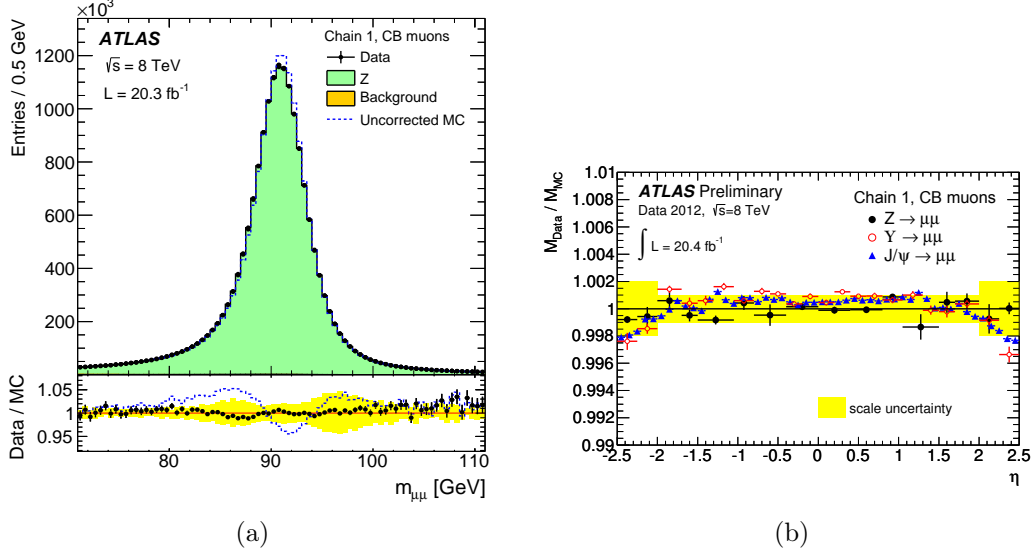 ×10³
Entries / 0.5 GeV
1200
1000
800
600
400
200
ATLAS
√s = 8 TeV
L = 20.3 fb⁻¹
Chain 1, CB muons
Data
Z
Background
Uncorrected MC
Data / MC
1.05
1
0.95
80 90 100 110
m_μμ [GeV]
(a)
M_Data / M_MC
1.01
1.008
1.006
1.004
1.002
1
0.998
0.996
0.994
0.992
0.99
ATLAS Preliminary
Data 2012, √s=8 TeV
∫ L = 20.4 fb⁻¹
Chain 1, CB muons
Z → μμ
ϒ → μμ
J/ψ → μμ
scale uncertainty
-2.5 -2 -1.5 -1 -0.5 0 0.5 1 1.5 2 2.5
η
(b)